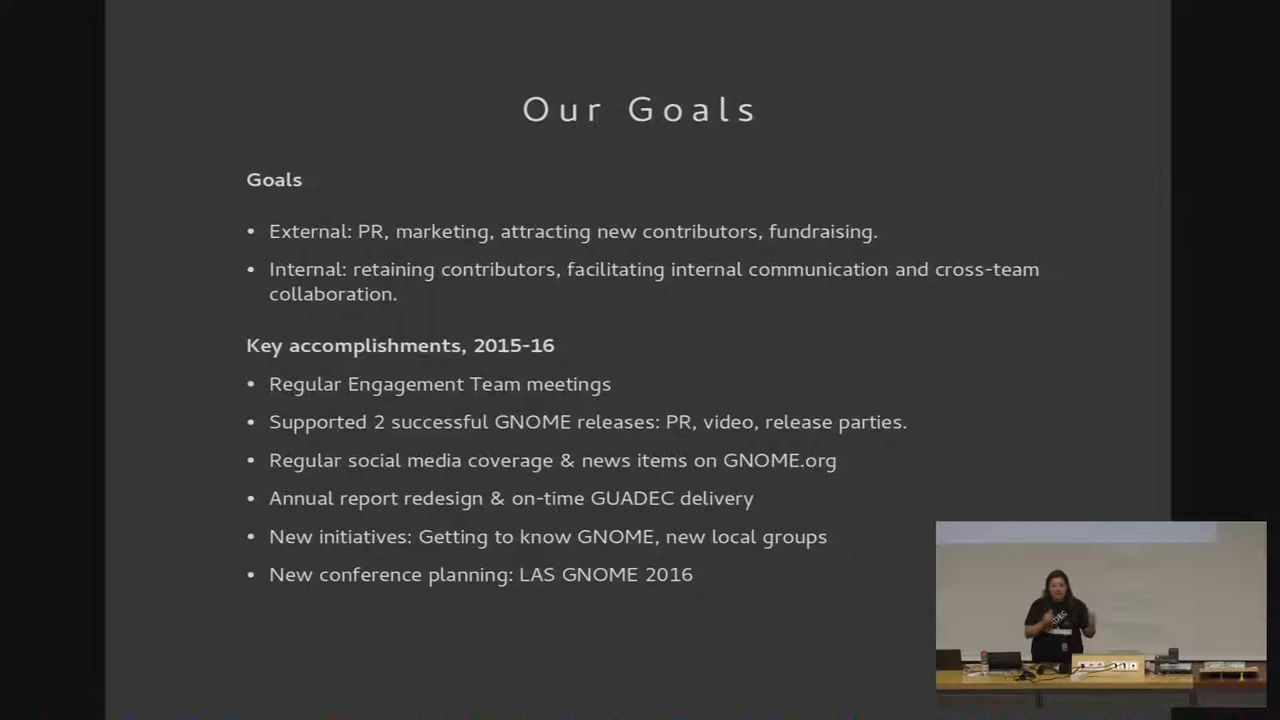 Our Goals
Goals
• External: PR, marketing, attracting new contributors, fundraising.
• Internal: retaining contributors, facilitating internal communication and cross-team
collaboration.
Key accomplishments, 2015-16
• Regular Engagement Team meetings
• Supported 2 successful GNOME releases: PR, video, release parties.
• Regular social media coverage & news items on GNOME.org
• Annual report redesign & on-time GUADEC delivery
• New initiatives: Getting to know GNOME, new local groups
• New conference planning: LAS GNOME 2016